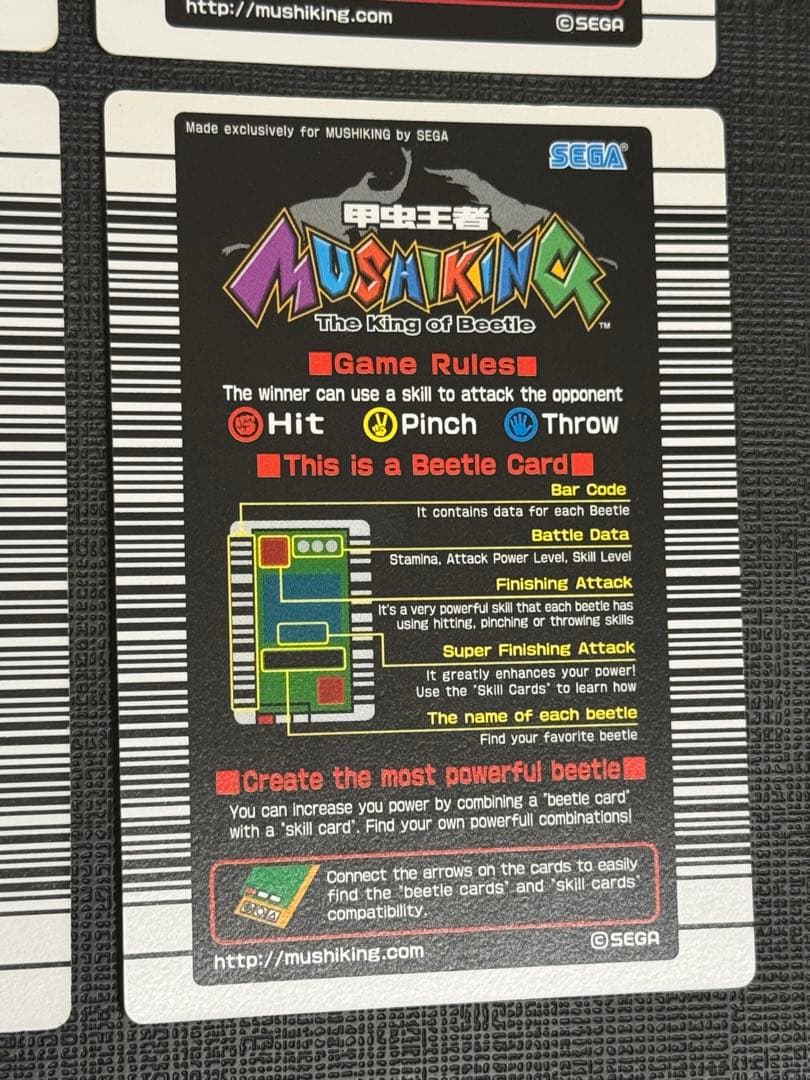 http://mushiking.com
©SEGA
Made exclusively for MUSHIKING by SEGA
SEGA®
甲虫王者
MUSHIKING
The King of Beetle™
■Game Rules■
The winner can use a skill to attack the opponent
Hit Pinch Throw
■This is a Beetle Card■
Bar Code
It contains data for each Beetle
Battle Data
Stamina, Attack Power Level, Skill Level
Finishing Attack
It's a very powerful skill that each beetle has
using hitting, pinching or throwing skills
Super Finishing Attack
It greatly enhances your power!
Use the "Skill Cards" to learn how
The name of each beetle
Find your favorite beetle
■Create the most powerful beetle■
You can increase you power by combining a "beetle card"
with a "skill card". Find your own powerfull combinations!
Connect the arrows on the cards to easily
find the "beetle cards" and "skill cards"
compatibility.
http://mushiking.com
©SEGA